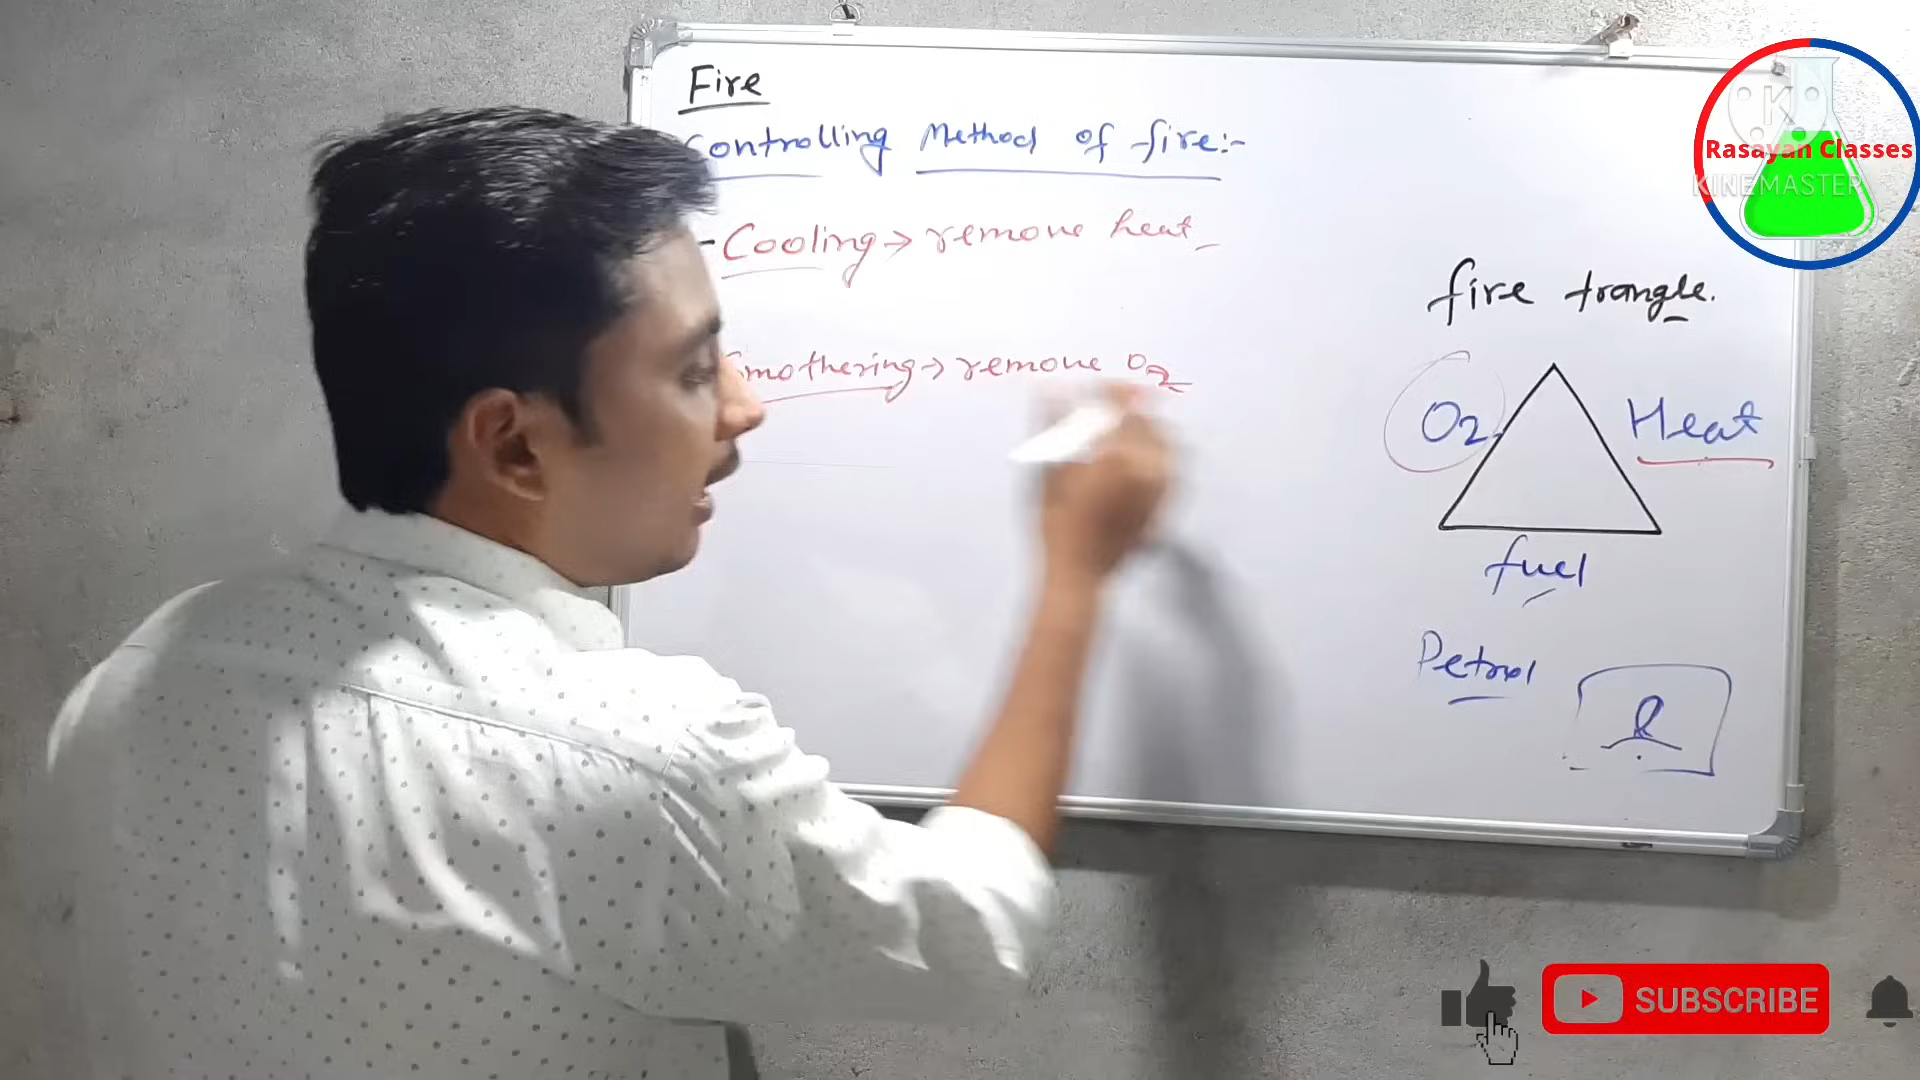 Fire
Controlling Method of fire:-
- Cooling → remove heat
Smothering → remove O2
fire trangle.
O2
Heat
fuel
Petrol
Rasayan Classes
KINEMASTER
SUBSCRIBE